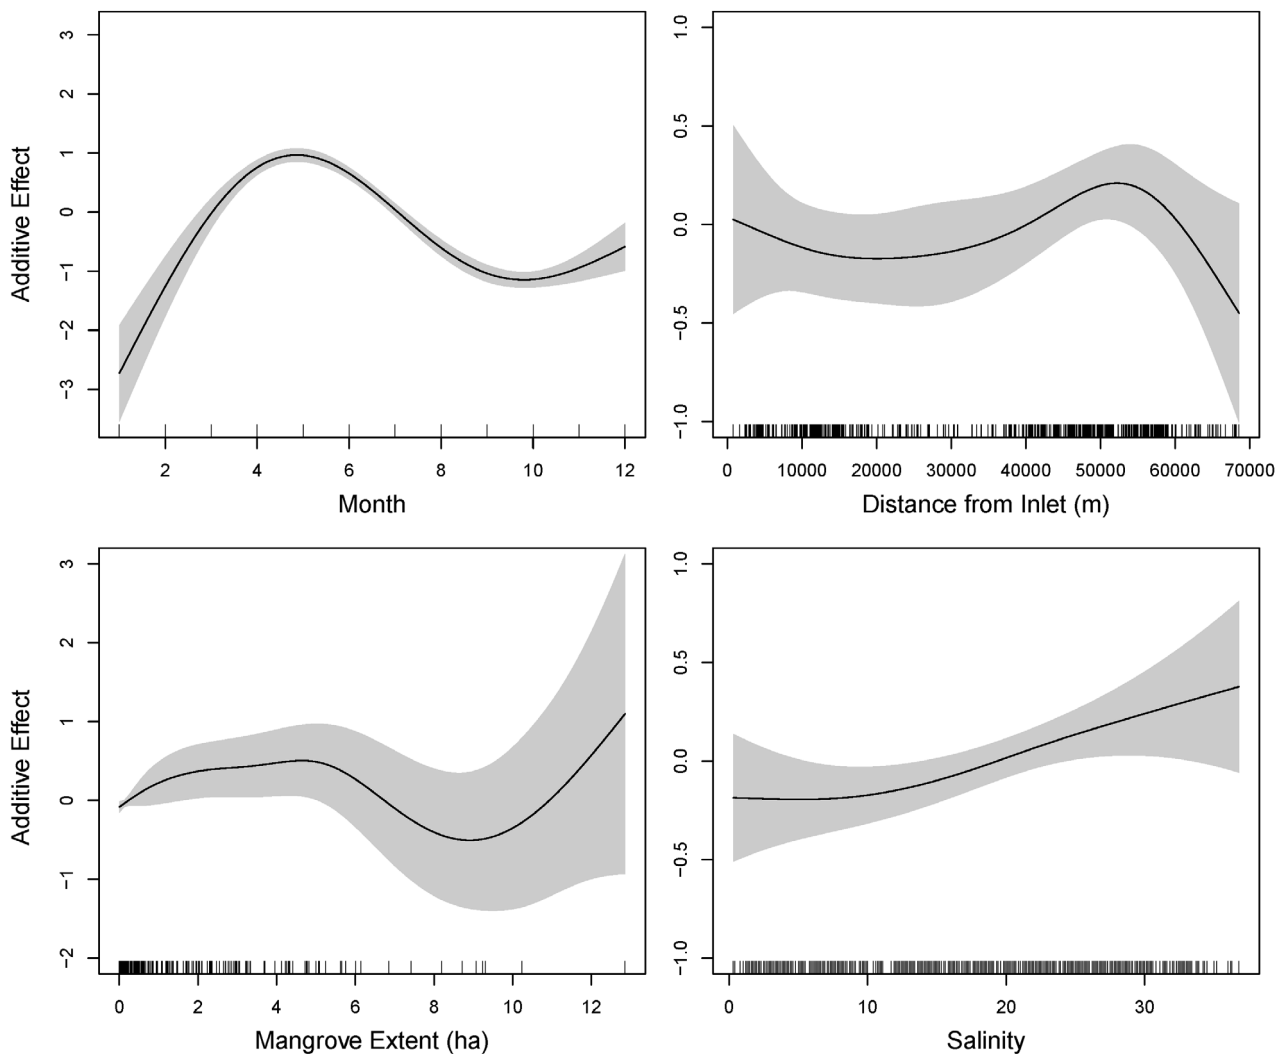 3
2
1
0
−1
−2
−3
Additive Effect
2 4 6 8 10 12
Month
1.0
0.5
0.0
−0.5
−1.0
0 10000 20000 30000 40000 50000 60000 70000
Distance from Inlet (m)
3
2
1
0
−1
−2
Additive Effect
0 2 4 6 8 10 12
Mangrove Extent (ha)
1.0
0.5
0.0
−0.5
−1.0
0 10 20 30
Salinity